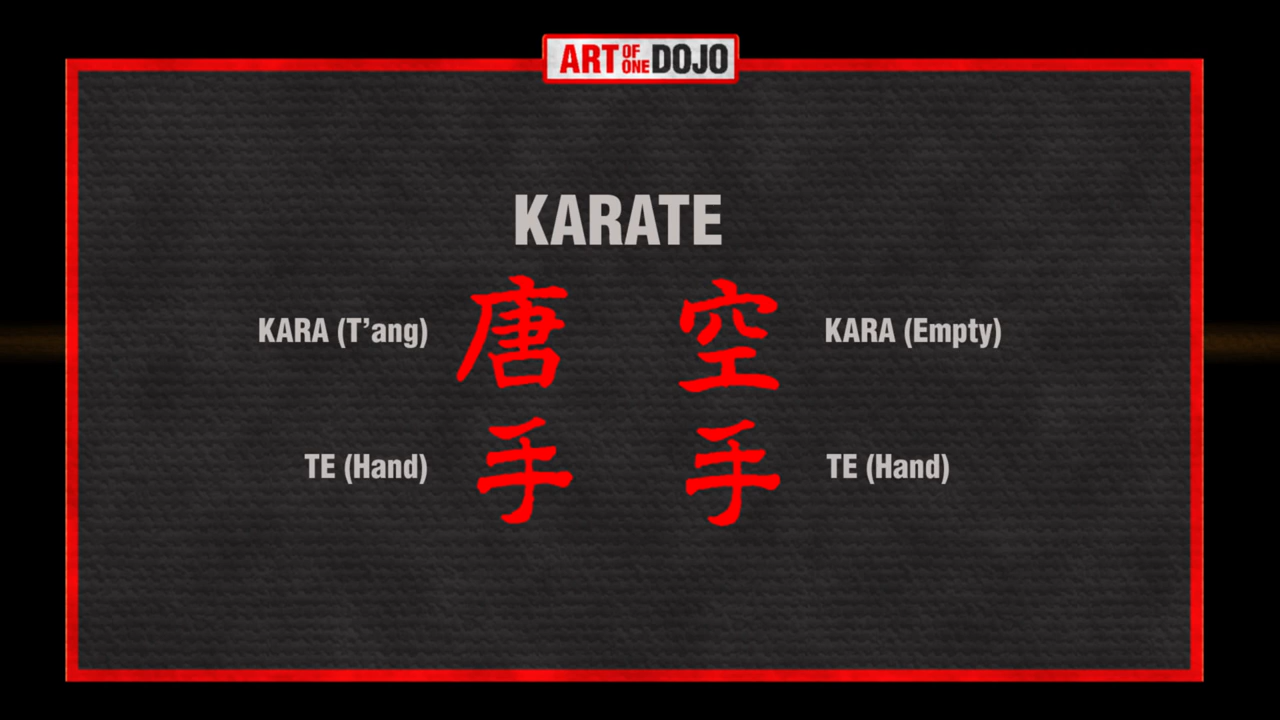 ART OF ONE DOJO
KARATE
KARA (T’ang) 唐 空 KARA (Empty)
TE (Hand) 手 手 TE (Hand)